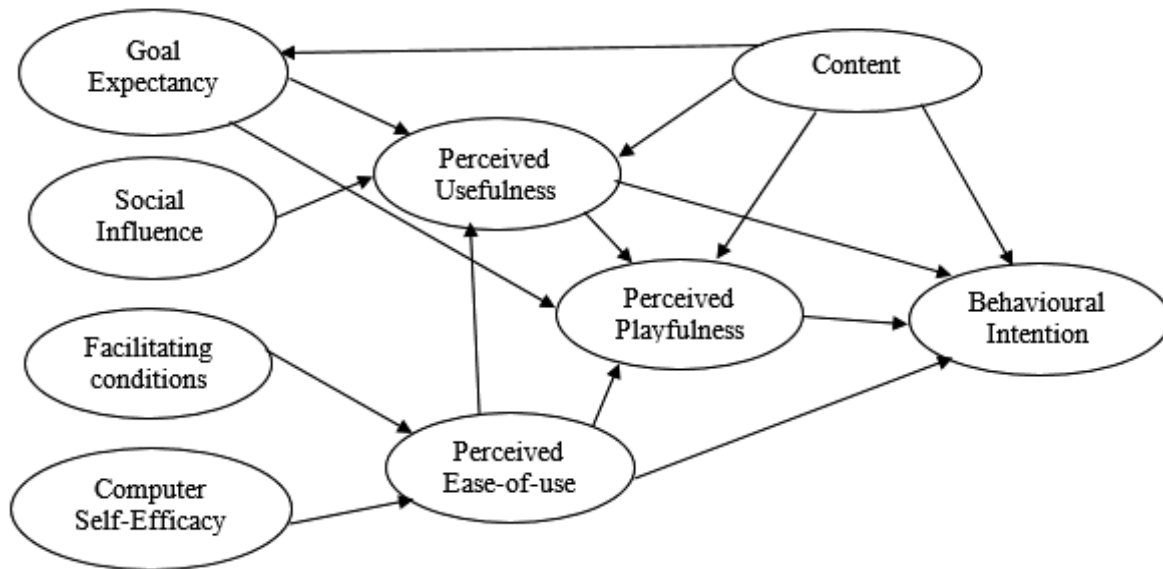 Goal
Expectancy
Content
Perceived
Usefulness
Social
Influence
Perceived
Playfulness
Behavioural
Intention
Facilitating
conditions
Perceived
Ease-of-use
Computer
Self-Efficacy